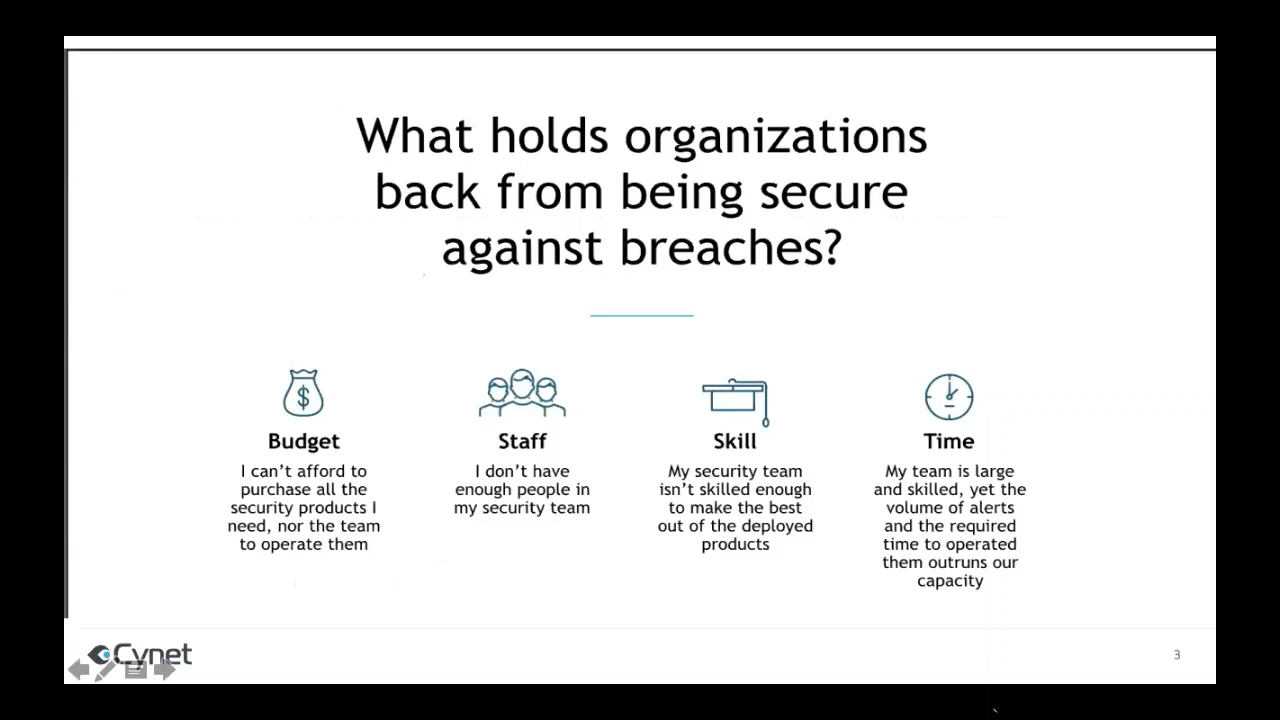 What holds organizations
back from being secure
against breaches?
$
Budget
I can't afford to
purchase all the
security products I
need, nor the team
to operate them
Staff
I don't have
enough people in
my security team
Skill
My security team
isn't skilled enough
to make the best
out of the deployed
products
Time
My team is large
and skilled, yet the
volume of alerts
and the required
time to operated
them outruns our
capacity
Cynet
3